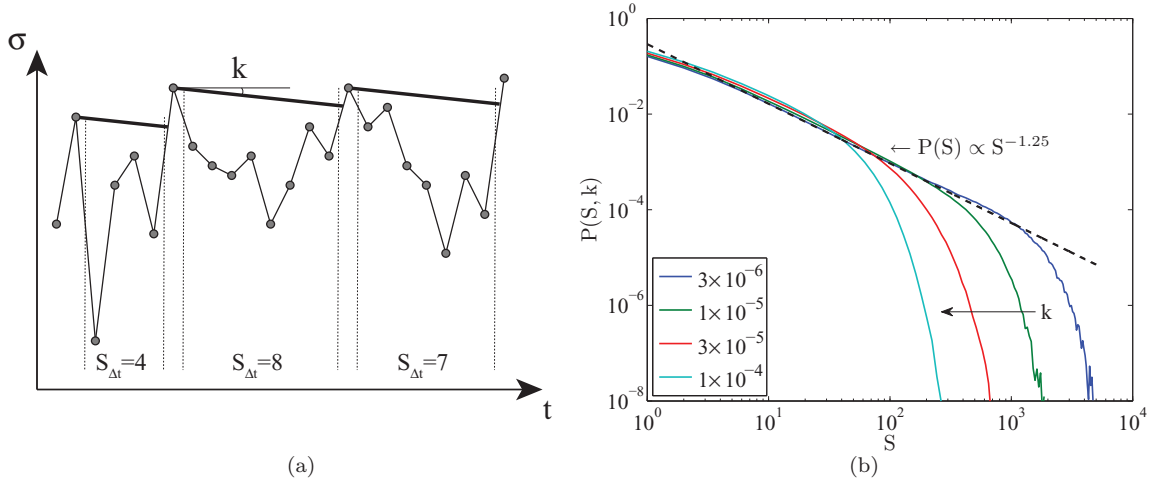 σ
k
S_Δt=4
S_Δt=8
S_Δt=7
t
(a)
10^0
10^-2
10^-4
10^-6
10^-8
P(S, k)
← P(S) ∝ S^-1.25
3×10^-6
1×10^-5
3×10^-5
1×10^-4
k
10^0 10^1 10^2 10^3 10^4
S
(b)